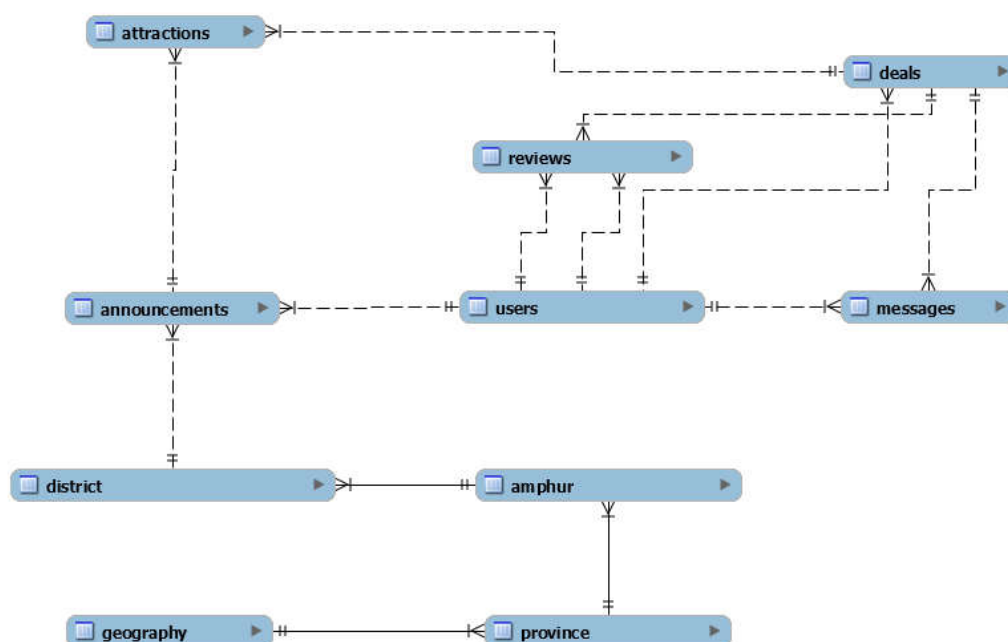 attractions
deals
reviews
announcements
users
messages
district
amphur
geography
province